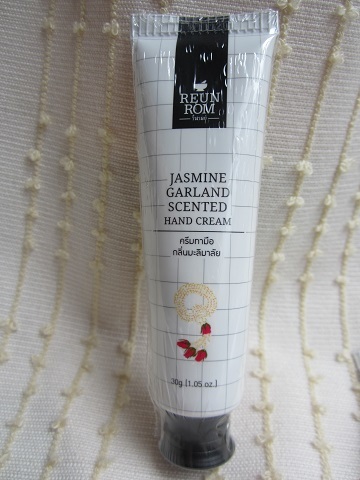 REUN
ROM
JASMINE
GARLAND
SCENTED
HAND CREAM
ครีมทามือ
กลิ่นมะลิมาลัย
30g [1.05 oz.]